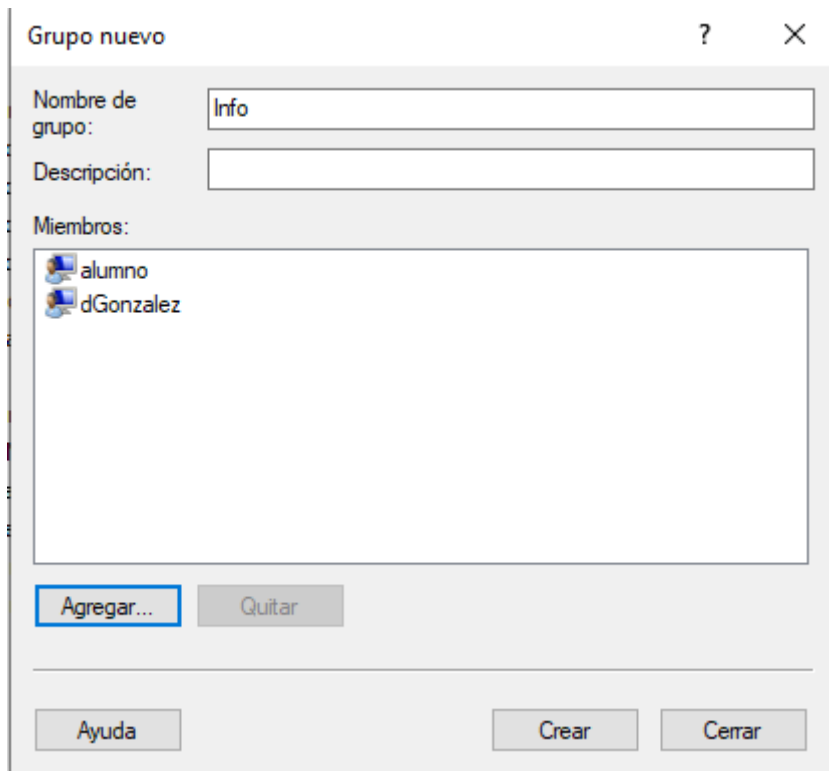 Grupo nuevo ?
Nombre de
grupo:
Info
Descripción:
Miembros:
alumno
dGonzalez
Agregar... Quitar
Ayuda Crear Cerrar